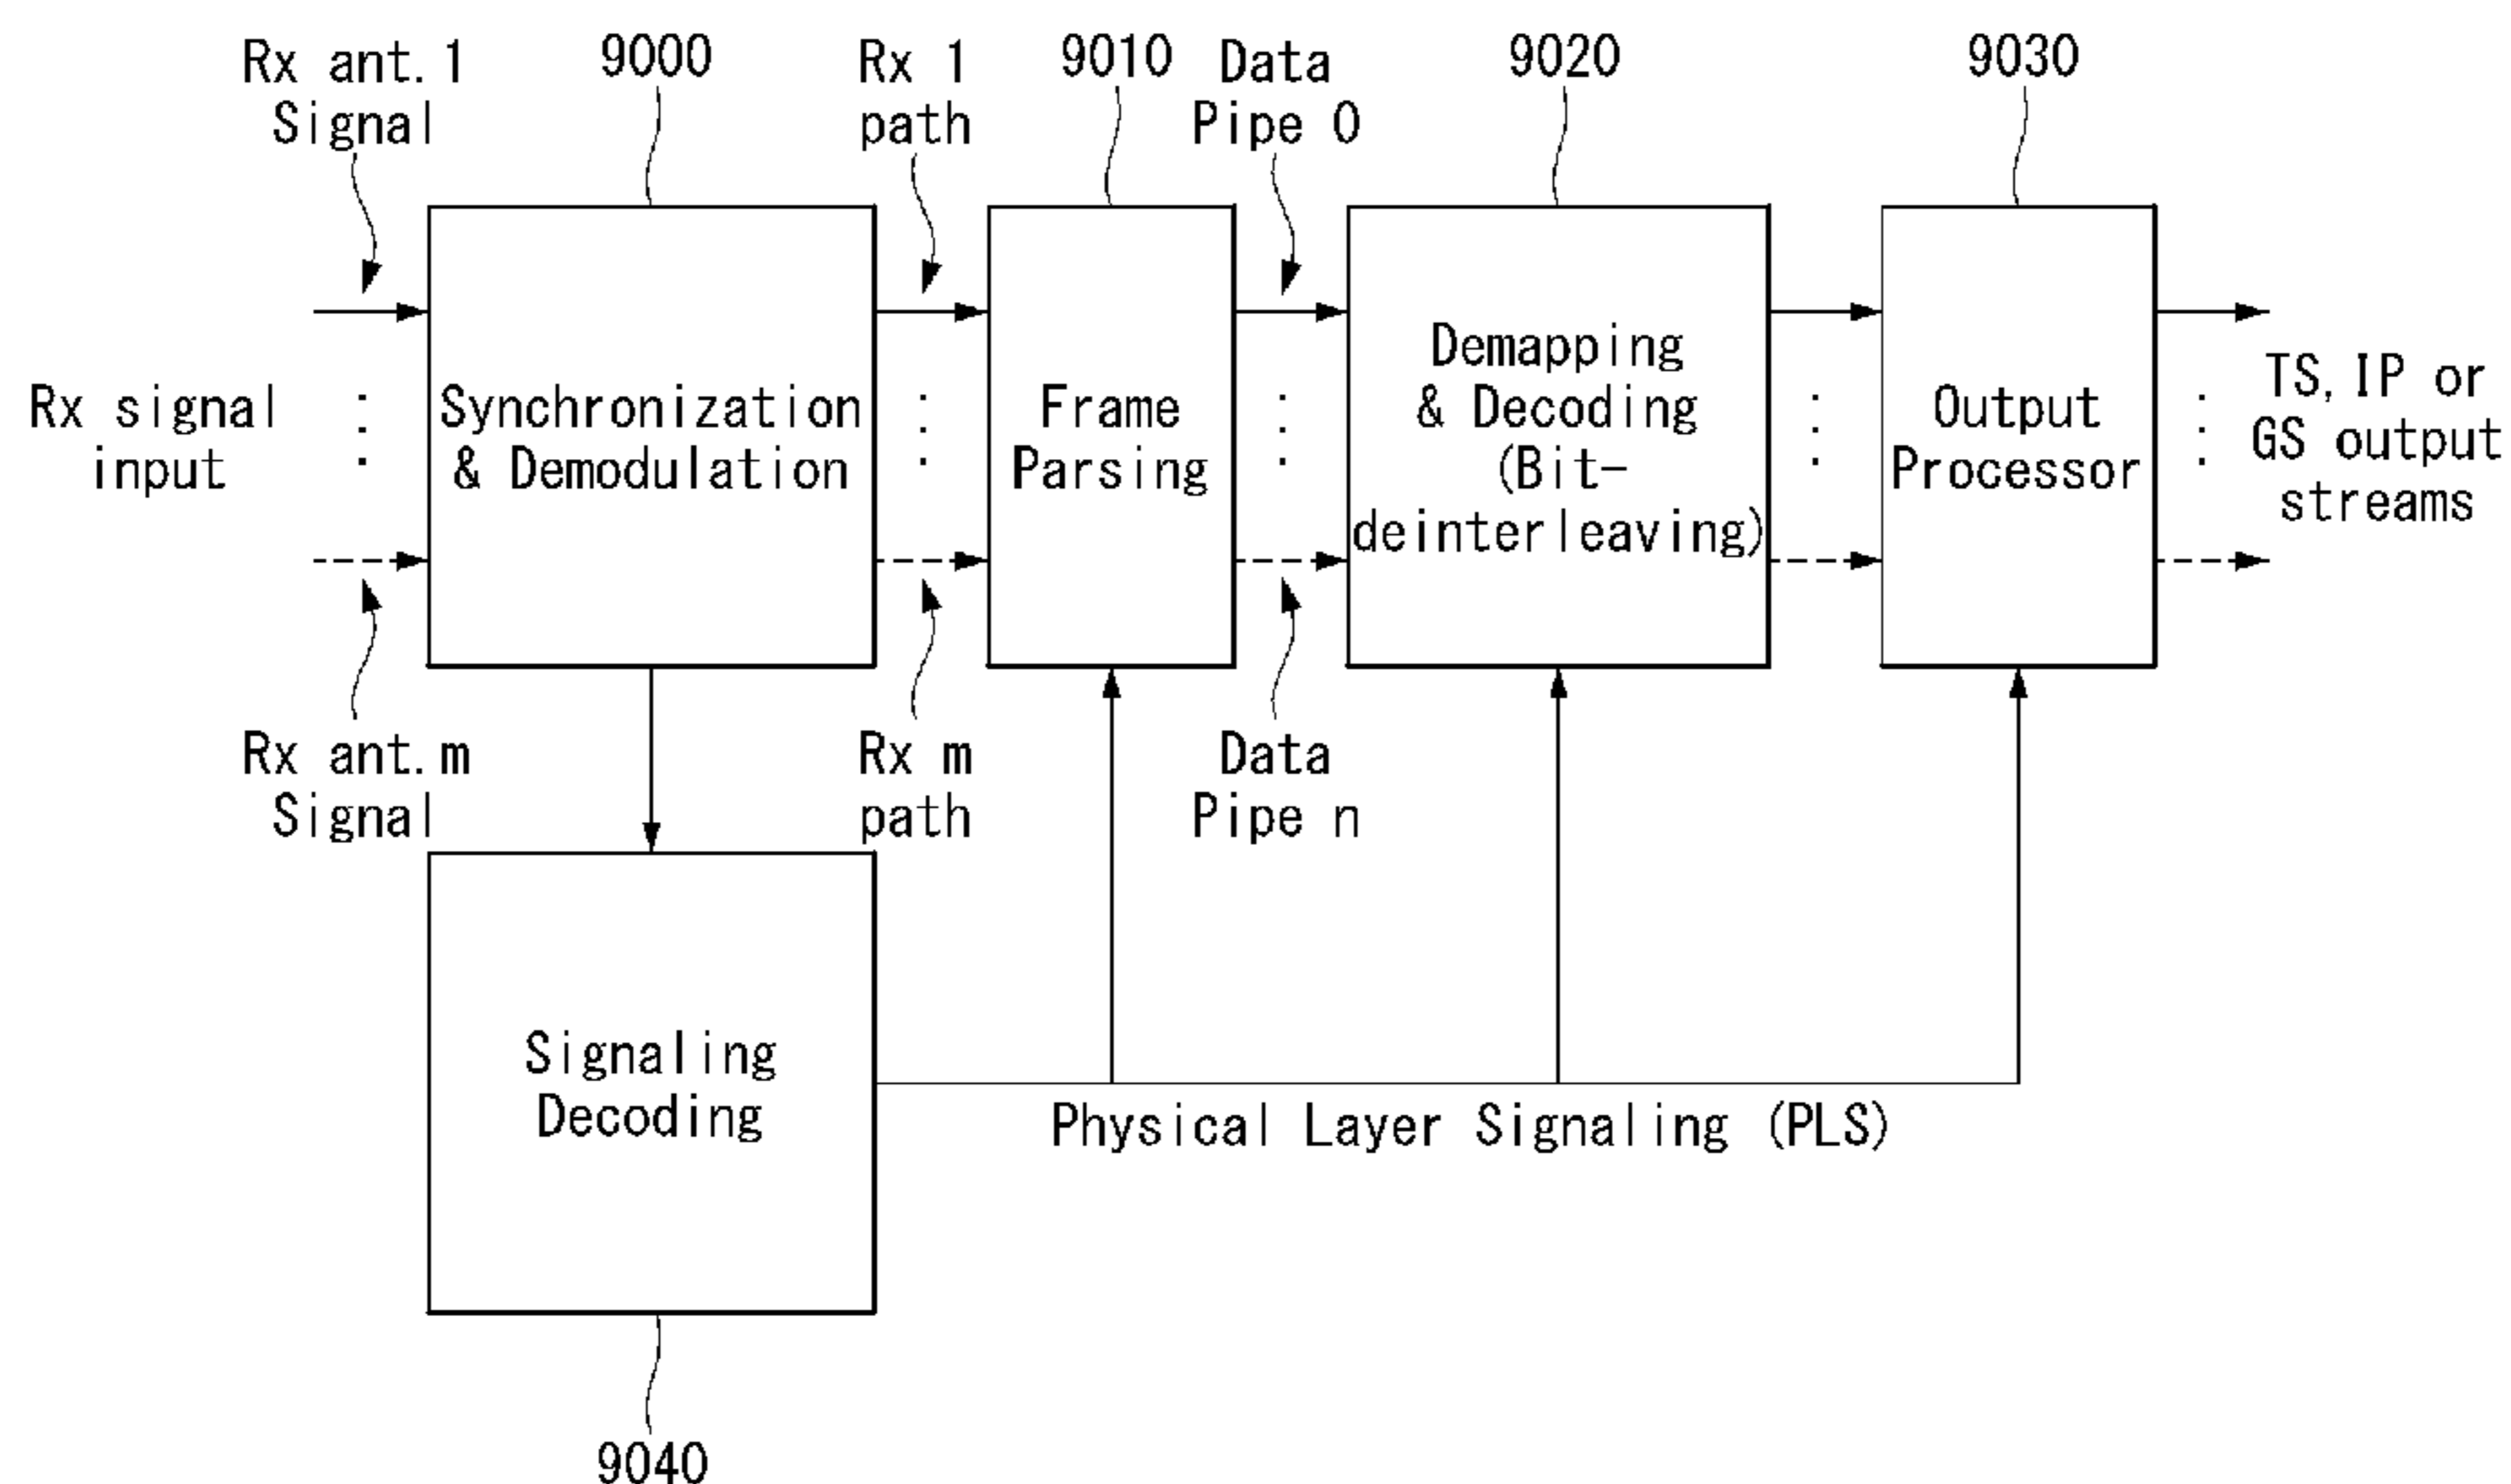 Rx ant.1
Signal
9000
Rx 1
path
9010
Data
Pipe 0
9020
9030
Rx signal
input
Synchronization
& Demodulation
Frame
Parsing
Demapping
& Decoding
(Bit-
deinterleaving)
Output
Processor
TS, IP or
GS output
streams
Rx ant.m
Signal
Rx m
path
Data
Pipe n
Signaling
Decoding
Physical Layer Signaling (PLS)
9040